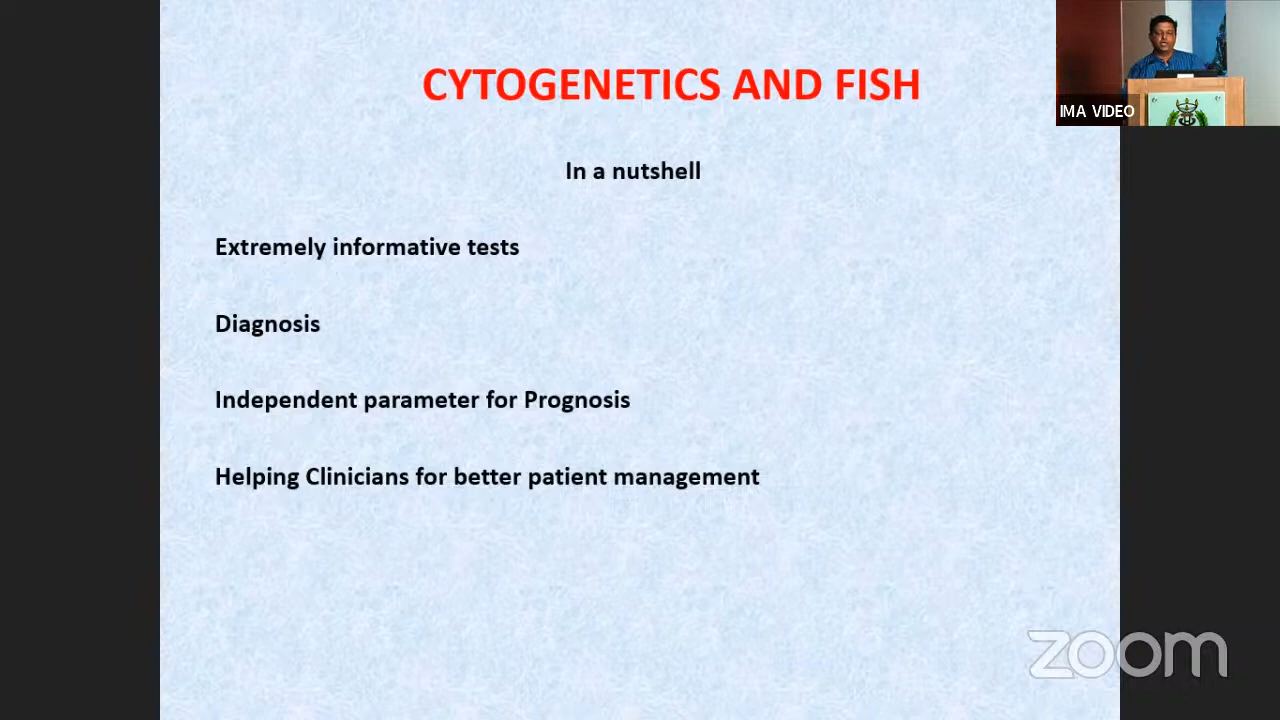 CYTOGENETICS AND FISH
IMA VIDEO
In a nutshell
Extremely informative tests
Diagnosis
Independent parameter for Prognosis
Helping Clinicians for better patient management
zoom